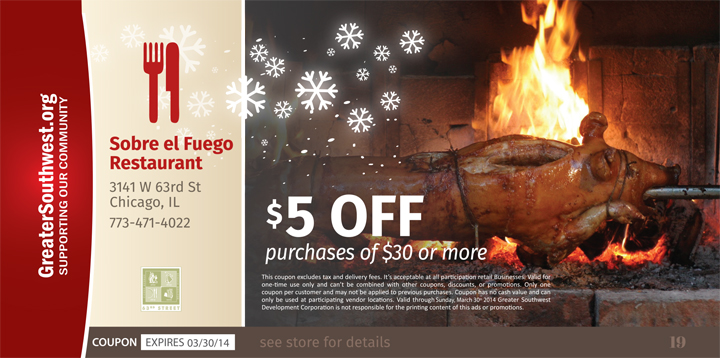 GreaterSouthwest.org
SUPPORTING OUR COMMUNITY
Sobre el Fuego
Restaurant
3141 W 63rd St
Chicago, IL
773-471-4022
63RD STREET
$5 OFF
purchases of $30 or more
This coupon excludes tax and delivery fees. It's acceptable at all participation retail Businesses. Valid for
one-time use only and can't be combined with other coupons, discounts, or promotions. Only one
coupon per customer and may not be applied to previous purchases. Coupon has no cash value and can
only be used at participating vendor locations. Valid through Sunday, March 30th 2014 Greater Southwest
Development Corporation is not responsible for the printing content of this ads or promotions.
COUPON EXPIRES 03/30/14 see store for details
19